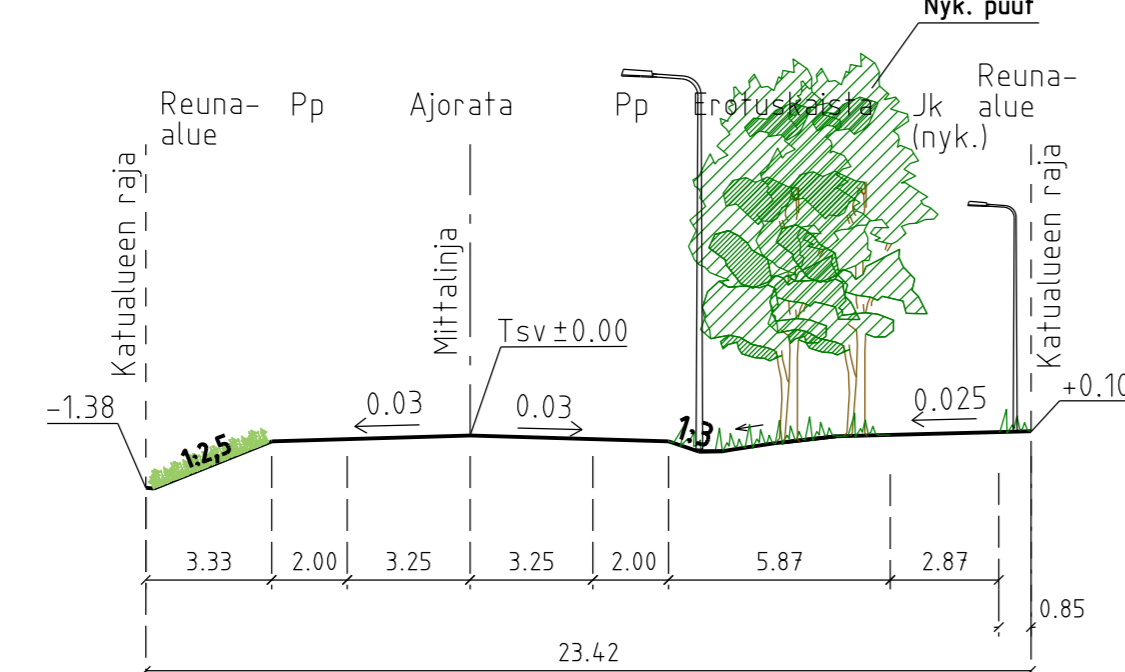 Nyk. puut
Reuna-
alue
Pp
Ajorata
Pp
Erotuskaista
Jk
(nyk.)
Reuna-
alue
Katualueen raja
Mittalinja
Katualueen raja
Tsv ±0.00
-1.38
0.03
0.03
0.025
+0.10
1:2,5
1:3
3.33
2.00
3.25
3.25
2.00
5.87
2.87
0.85
23.42